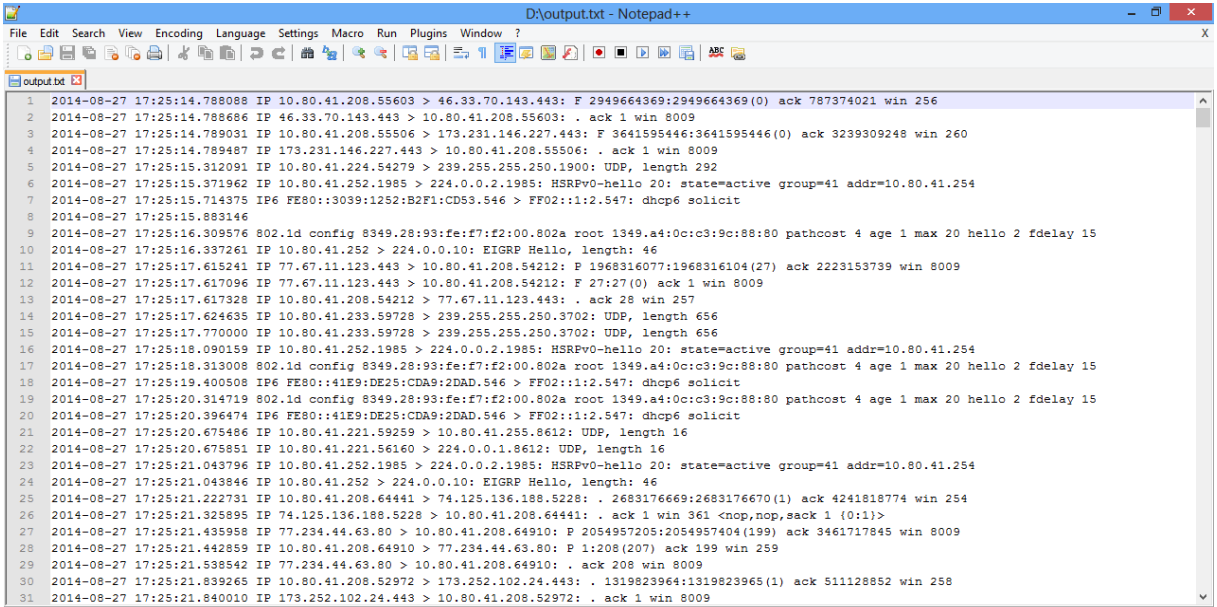 D:\output.txt - Notepad++
File Edit Search View Encoding Language Settings Macro Run Plugins Window ? X
ABC
output.txt
1 2014-08-27 17:25:14.788088 IP 10.80.41.208.55603 > 46.33.70.143.443: F 2949664369:2949664369(0) ack 787374021 win 256
2 2014-08-27 17:25:14.788686 IP 46.33.70.143.443 > 10.80.41.208.55603: . ack 1 win 8009
3 2014-08-27 17:25:14.789031 IP 10.80.41.208.55506 > 173.231.146.227.443: F 3641595446:3641595446(0) ack 3239309248 win 260
4 2014-08-27 17:25:14.789487 IP 173.231.146.227.443 > 10.80.41.208.55506: . ack 1 win 8009
5 2014-08-27 17:25:15.312091 IP 10.80.41.224.54279 > 239.255.255.250.1900: UDP, length 292
6 2014-08-27 17:25:15.371962 IP 10.80.41.252.1985 > 224.0.0.2.1985: HSRPv0-hello 20: state=active group=41 addr=10.80.41.254
7 2014-08-27 17:25:15.714375 IP6 FE80::3039:1252:B2F1:CD53.546 > FF02::1:2.547: dhcp6 solicit
8 2014-08-27 17:25:15.883146
9 2014-08-27 17:25:16.309576 802.1d config 8349.28:93:fe:f7:f2:00.802a root 1349.a4:0c:c3:9c:88:80 pathcost 4 age 1 max 20 hello 2 fdelay 15
10 2014-08-27 17:25:16.337261 IP 10.80.41.252 > 224.0.0.10: EIGRP Hello, length: 46
11 2014-08-27 17:25:17.615241 IP 77.67.11.123.443 > 10.80.41.208.54212: P 1968316077:1968316104(27) ack 2223153739 win 8009
12 2014-08-27 17:25:17.617096 IP 77.67.11.123.443 > 10.80.41.208.54212: F 27:27(0) ack 1 win 8009
13 2014-08-27 17:25:17.617328 IP 10.80.41.208.54212 > 77.67.11.123.443: . ack 28 win 257
14 2014-08-27 17:25:17.624635 IP 10.80.41.233.59728 > 239.255.255.250.3702: UDP, length 656
15 2014-08-27 17:25:17.770000 IP 10.80.41.233.59728 > 239.255.255.250.3702: UDP, length 656
16 2014-08-27 17:25:18.090159 IP 10.80.41.252.1985 > 224.0.0.2.1985: HSRPv0-hello 20: state=active group=41 addr=10.80.41.254
17 2014-08-27 17:25:18.313008 802.1d config 8349.28:93:fe:f7:f2:00.802a root 1349.a4:0c:c3:9c:88:80 pathcost 4 age 1 max 20 hello 2 fdelay 15
18 2014-08-27 17:25:19.400508 IP6 FE80::41E9:DE25:CDA9:2DAD.546 > FF02::1:2.547: dhcp6 solicit
19 2014-08-27 17:25:20.314719 802.1d config 8349.28:93:fe:f7:f2:00.802a root 1349.a4:0c:c3:9c:88:80 pathcost 4 age 1 max 20 hello 2 fdelay 15
20 2014-08-27 17:25:20.396474 IP6 FE80::41E9:DE25:CDA9:2DAD.546 > FF02::1:2.547: dhcp6 solicit
21 2014-08-27 17:25:20.675486 IP 10.80.41.221.59259 > 10.80.41.255.8612: UDP, length 16
22 2014-08-27 17:25:20.675851 IP 10.80.41.221.56160 > 224.0.0.1.8612: UDP, length 16
23 2014-08-27 17:25:21.043796 IP 10.80.41.252.1985 > 224.0.0.2.1985: HSRPv0-hello 20: state=active group=41 addr=10.80.41.254
24 2014-08-27 17:25:21.043846 IP 10.80.41.252 > 224.0.0.10: EIGRP Hello, length: 46
25 2014-08-27 17:25:21.222731 IP 10.80.41.208.64441 > 74.125.136.188.5228: . 2683176669:2683176670(1) ack 4241818774 win 254
26 2014-08-27 17:25:21.325895 IP 74.125.136.188.5228 > 10.80.41.208.64441: . ack 1 win 361 <nop,nop,sack 1 {0:1}>
27 2014-08-27 17:25:21.435958 IP 77.234.44.63.80 > 10.80.41.208.64910: P 2054957205:2054957404(199) ack 3461717845 win 8009
28 2014-08-27 17:25:21.442859 IP 10.80.41.208.64910 > 77.234.44.63.80: P 1:208(207) ack 199 win 259
29 2014-08-27 17:25:21.538542 IP 77.234.44.63.80 > 10.80.41.208.64910: . ack 208 win 8009
30 2014-08-27 17:25:21.839265 IP 10.80.41.208.52972 > 173.252.102.24.443: . 1319823964:1319823965(1) ack 511128852 win 258
31 2014-08-27 17:25:21.840010 IP 173.252.102.24.443 > 10.80.41.208.52972: . ack 1 win 8009